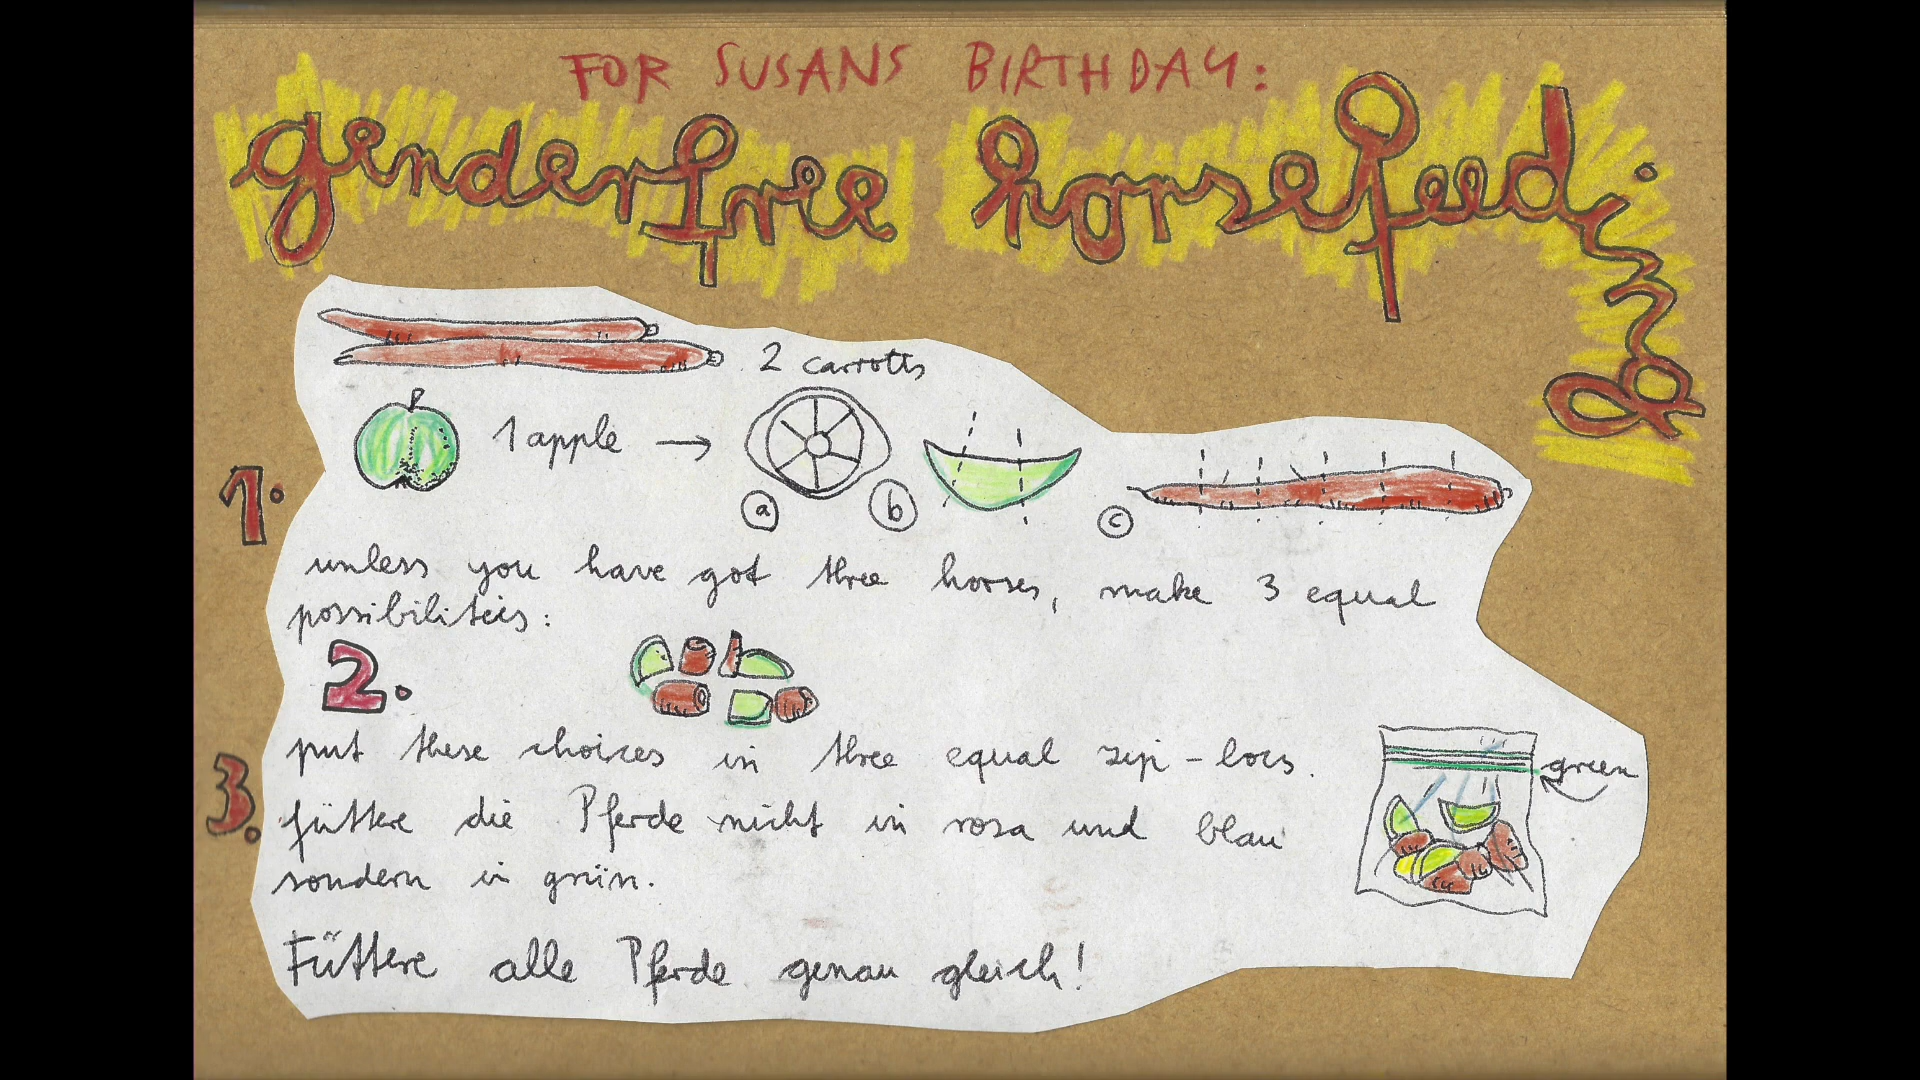 FOR SUSANS BIRTHDAY:
genderfree horsefeeding
2 carrotts
1 apple →
a b c
1.
unless you have got three horses, make 3 equal
possibilities:
2.
put these choices in three equal zip-locs.
green
3.
füttere die Pferde nicht in rosa und blau
sondern in grün.
Füttere alle Pferde genau gleich!